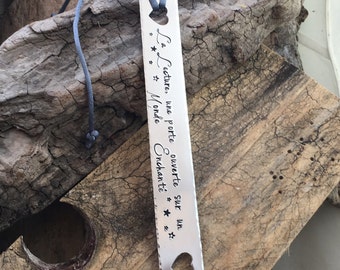 La Lecture, une porte ouverte sur un
Monde Enchanté